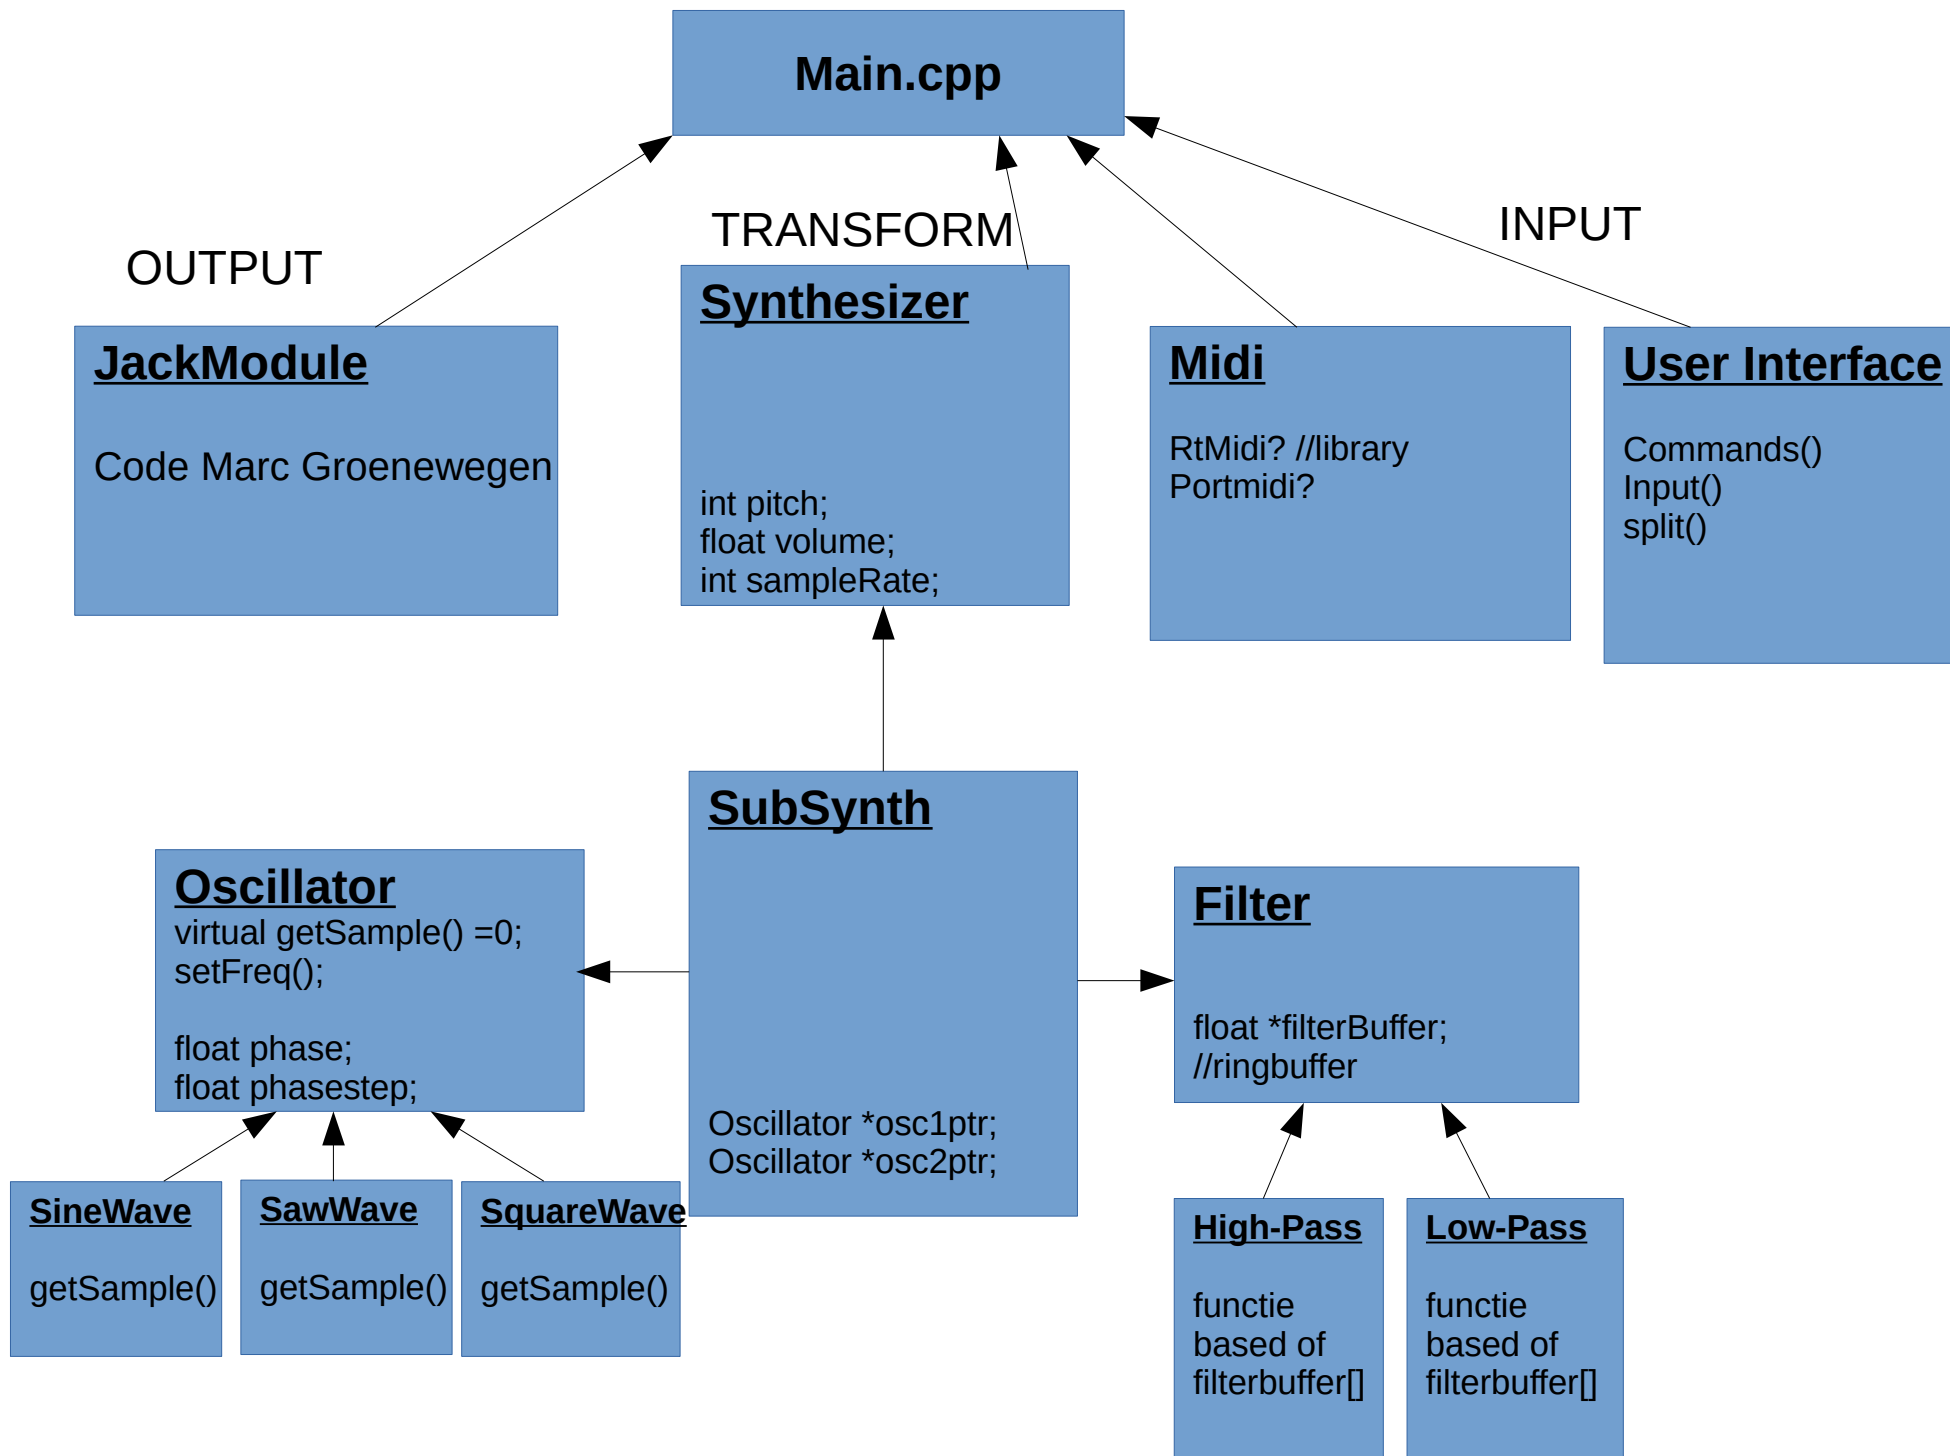 Main.cpp
OUTPUT
TRANSFORM
INPUT
JackModule
Code Marc Groenewegen
Synthesizer
int pitch;
float volume;
int sampleRate;
Midi
RtMidi? //library
Portmidi?
User Interface
Commands()
Input()
split()
Oscillator
virtual getSample() =0;
setFreq();
float phase;
float phasestep;
SubSynth
Oscillator *osc1ptr;
Oscillator *osc2ptr;
Filter
float *filterBuffer;
//ringbuffer
SineWave
getSample()
SawWave
getSample()
SquareWave
getSample()
High-Pass
functie
based of
filterbuffer[]
Low-Pass
functie
based of
filterbuffer[]